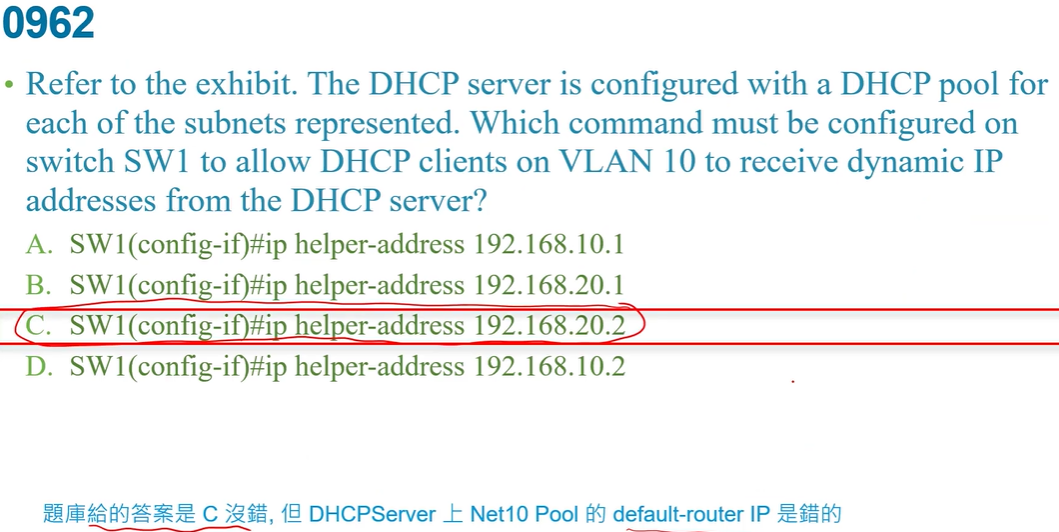 0962
• Refer to the exhibit. The DHCP server is configured with a DHCP pool for
each of the subnets represented. Which command must be configured on
switch SW1 to allow DHCP clients on VLAN 10 to receive dynamic IP
addresses from the DHCP server?
A. SW1(config-if)#ip helper-address 192.168.10.1
B. SW1(config-if)#ip helper-address 192.168.20.1
C. SW1(config-if)#ip helper-address 192.168.20.2
D. SW1(config-if)#ip helper-address 192.168.10.2
題庫給的答案是 C 沒錯, 但 DHCPServer 上 Net10 Pool 的 default-router IP 是錯的